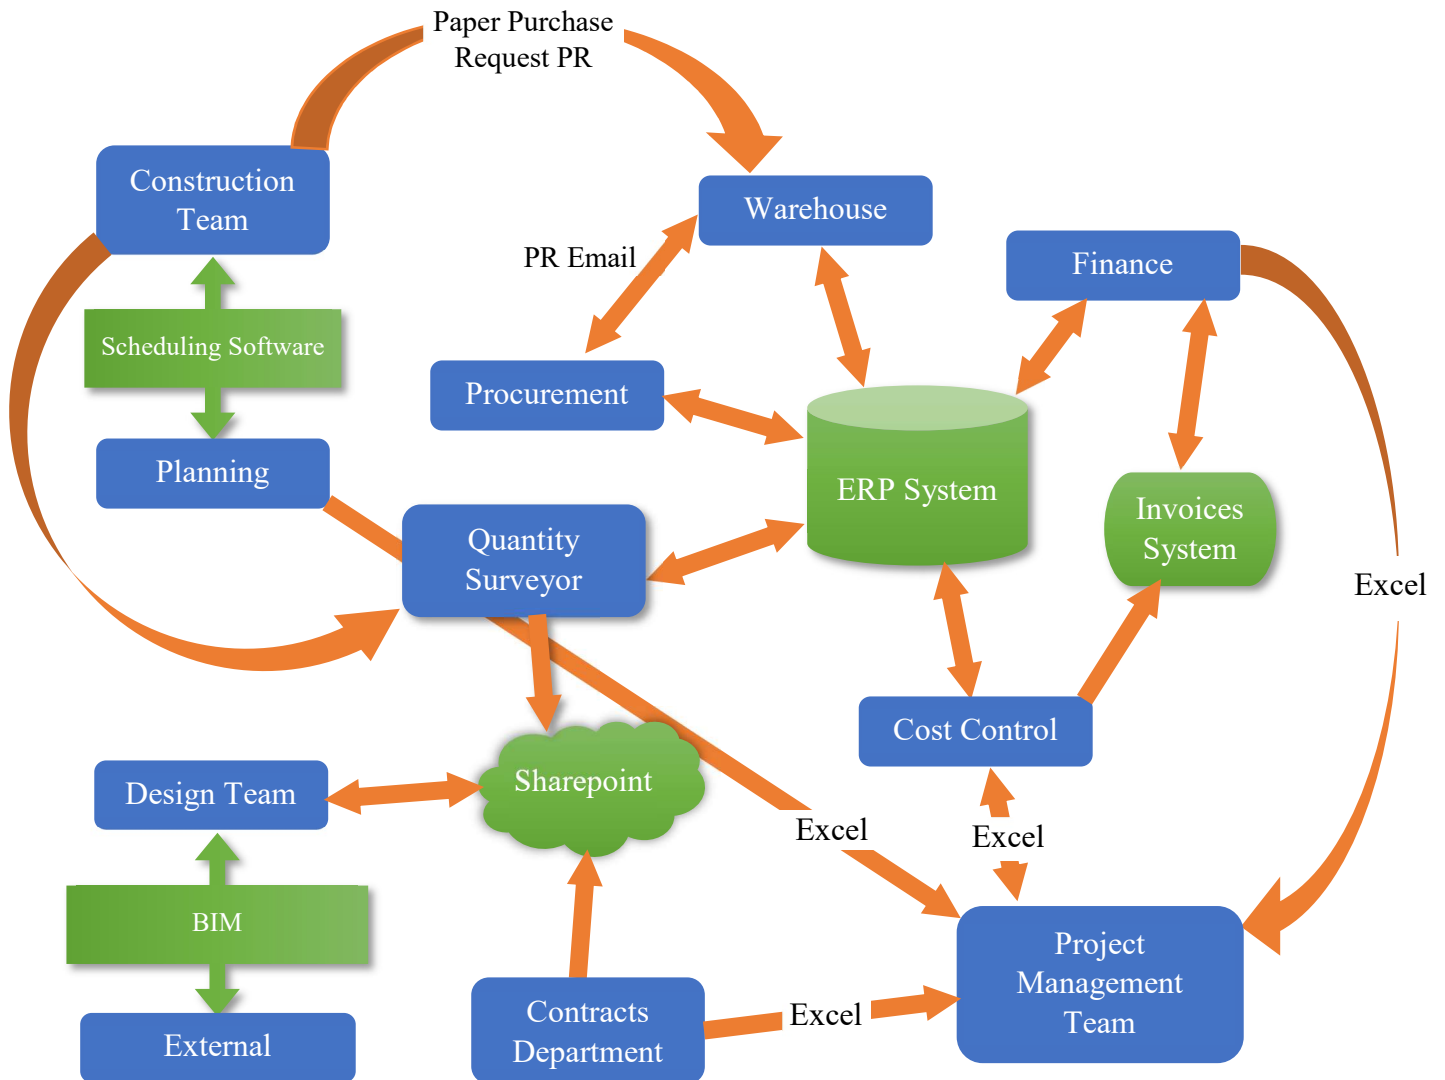 Paper Purchase
Request PR
Construction
Team
Warehouse
PR Email
Finance
Scheduling Software
Procurement
Planning
ERP System
Invoices
System
Quantity
Surveyor
Excel
Cost Control
Sharepoint
Design Team
Excel
Excel
BIM
Project
Management
Team
Contracts
Department
Excel
External